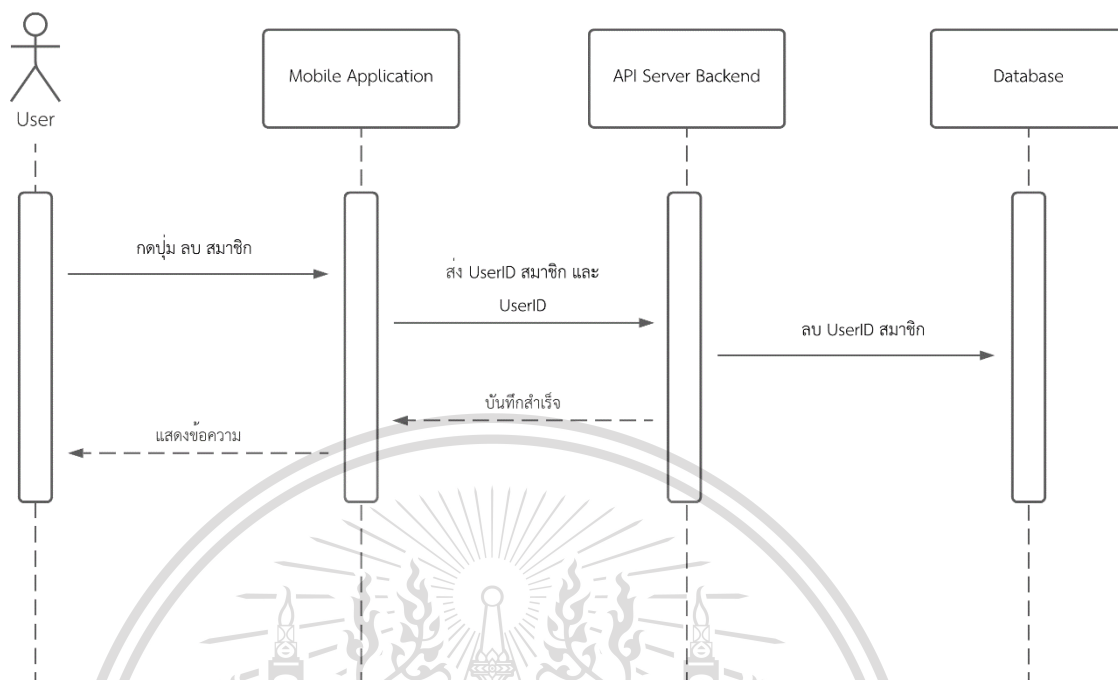 User
Mobile Application
API Server Backend
Database
กดปุ่ม ลบ สมาชิก
ส่ง UserID สมาชิก และ
UserID
ลบ UserID สมาชิก
บันทึกสำเร็จ
แสดงข้อความ